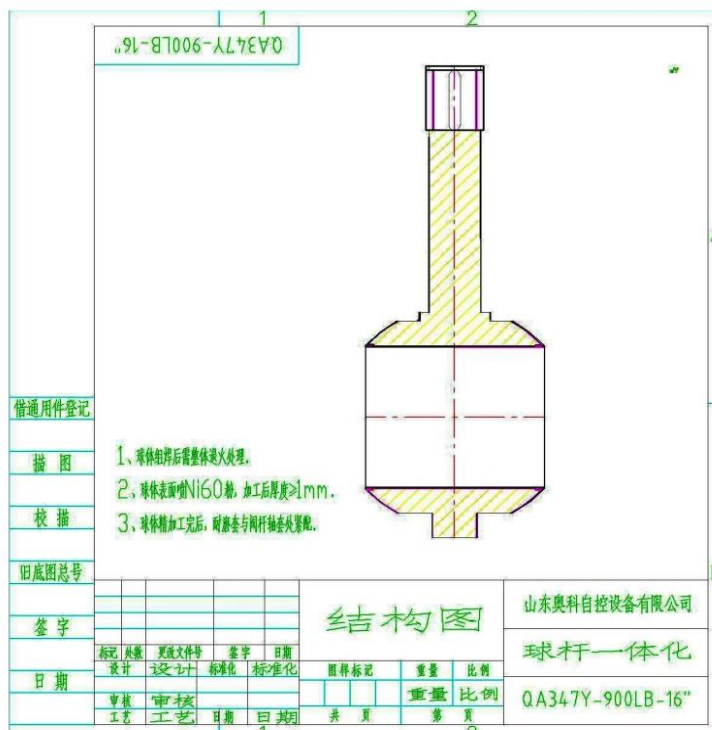 1
2
QA347Y-900LB-16"
借通用件登记
描 图
校 描
旧底图总号
签 字
日 期
1、球体组焊后需整体退火处理.
2、球体表面喷Ni60粉, 加工后厚度≥1mm.
3、球体精加工完后, 耐磨套与阀杆轴套处装配.
标记 处数 更改文件号 签字 日期
设计 设计 标准化 标准化
审核 审核
工艺 工艺 日期 日期
结构图
图样标记 重量 比例
重量 比例
共 页 第 页
山东奥科自控设备有限公司
球杆一体化
QA347Y-900LB-16"
1
2